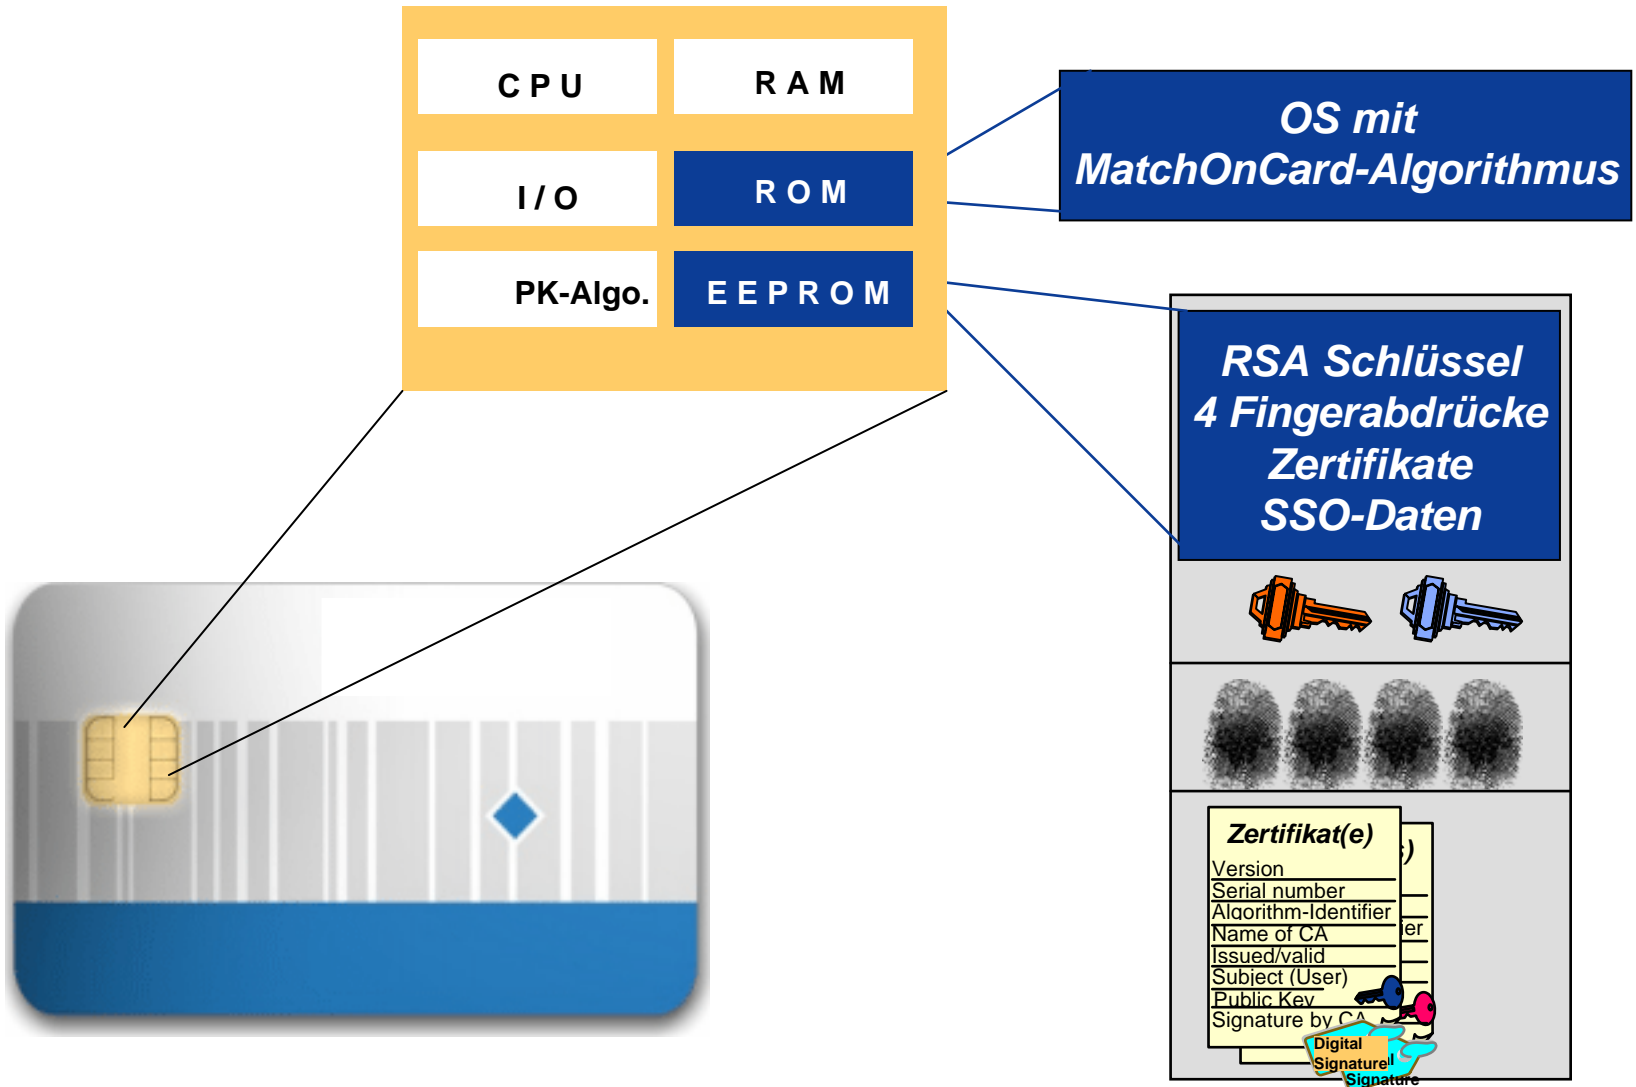 C P U
R A M
I / O
R O M
PK-Algo.
E E P R O M
OS mit
MatchOnCard-Algorithmus
RSA Schlüssel
4 Fingerabdrücke
Zertifikate
SSO-Daten
Zertifikat(e)
Version
Serial number
Algorithm-Identifier
Name of CA
Issued/valid
Subject (User)
Public Key
Signature by CA
Digital
Signature
Signature